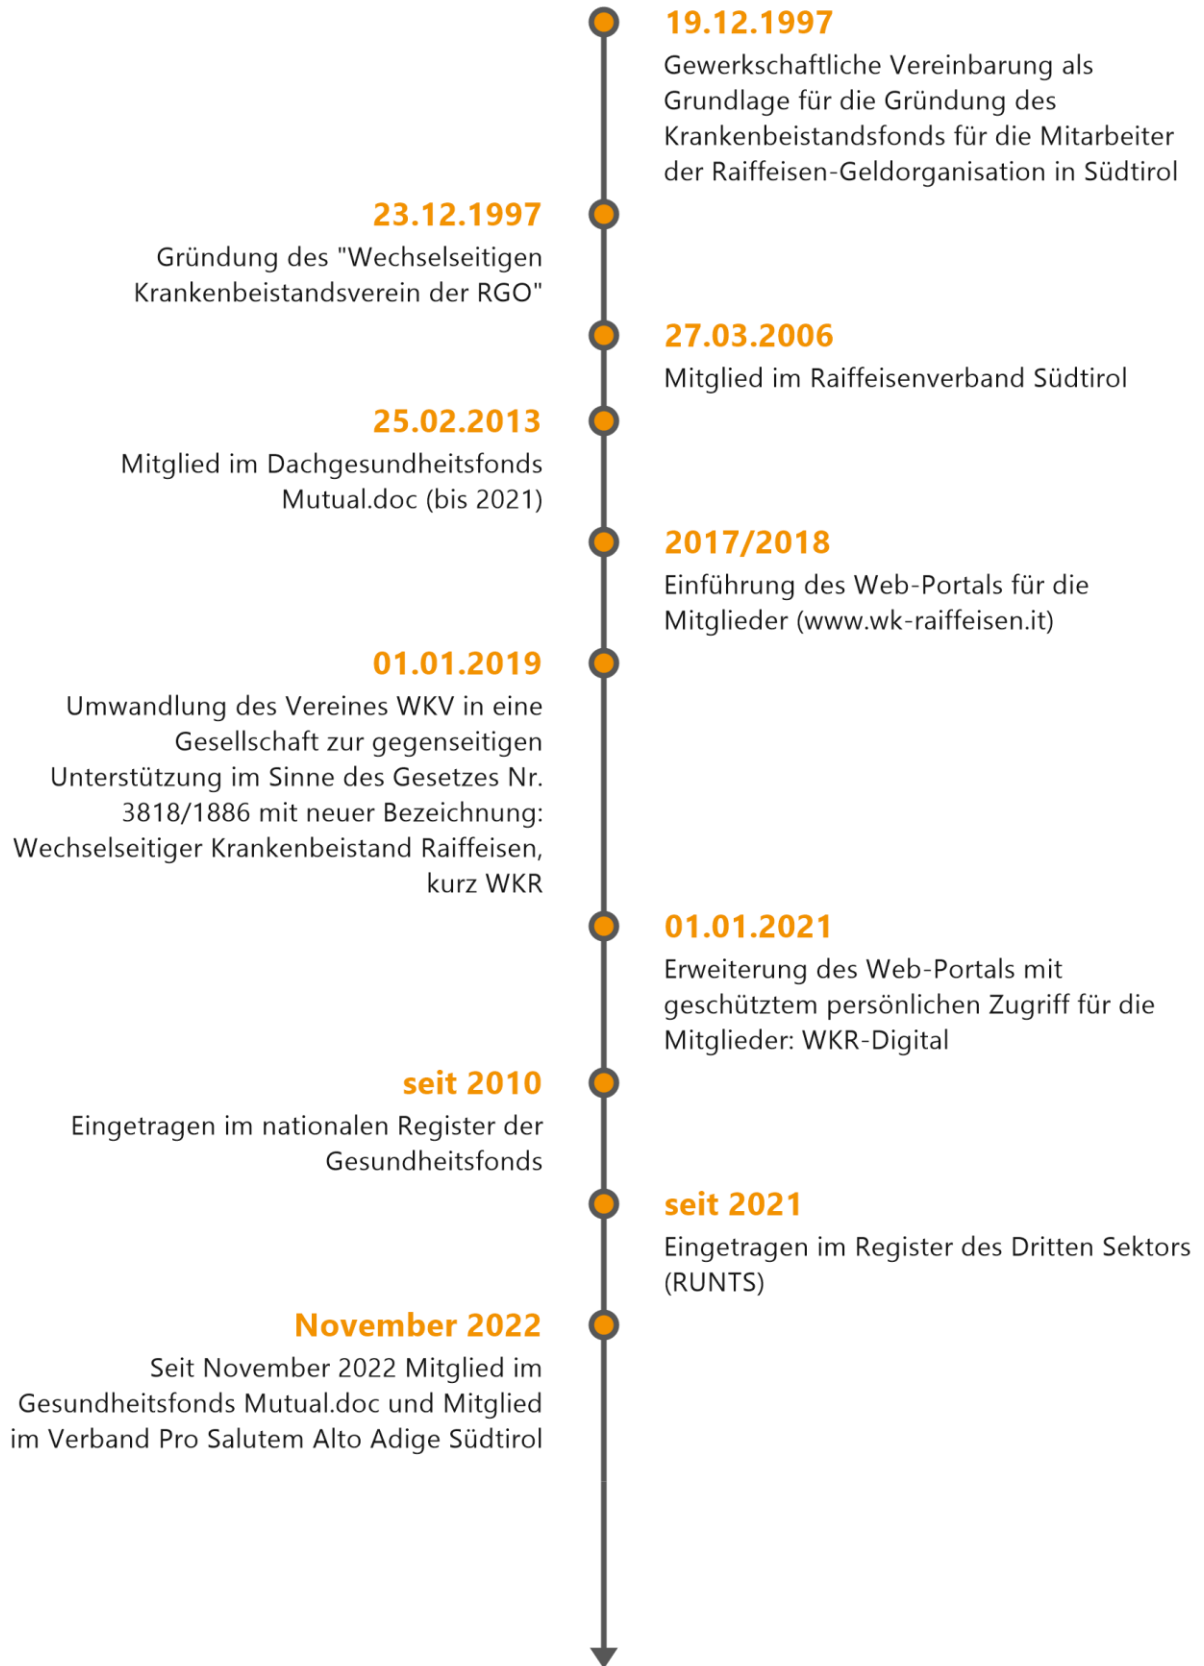 19.12.1997
Gewerkschaftliche Vereinbarung als
Grundlage für die Gründung des
Krankenbeistandsfonds für die Mitarbeiter
der Raiffeisen-Geldorganisation in Südtirol
23.12.1997
Gründung des "Wechselseitigen
Krankenbeistandsverein der RGO"
27.03.2006
Mitglied im Raiffeisenverband Südtirol
25.02.2013
Mitglied im Dachgesundheitsfonds
Mutual.doc (bis 2021)
2017/2018
Einführung des Web-Portals für die
Mitglieder (www.wk-raiffeisen.it)
01.01.2019
Umwandlung des Vereines WKV in eine
Gesellschaft zur gegenseitigen
Unterstützung im Sinne des Gesetzes Nr.
3818/1886 mit neuer Bezeichnung:
Wechselseitiger Krankenbeistand Raiffeisen,
kurz WKR
01.01.2021
Erweiterung des Web-Portals mit
geschütztem persönlichen Zugriff für die
Mitglieder: WKR-Digital
seit 2010
Eingetragen im nationalen Register der
Gesundheitsfonds
seit 2021
Eingetragen im Register des Dritten Sektors
(RUNTS)
November 2022
Seit November 2022 Mitglied im
Gesundheitsfonds Mutual.doc und Mitglied
im Verband Pro Salutem Alto Adige Südtirol